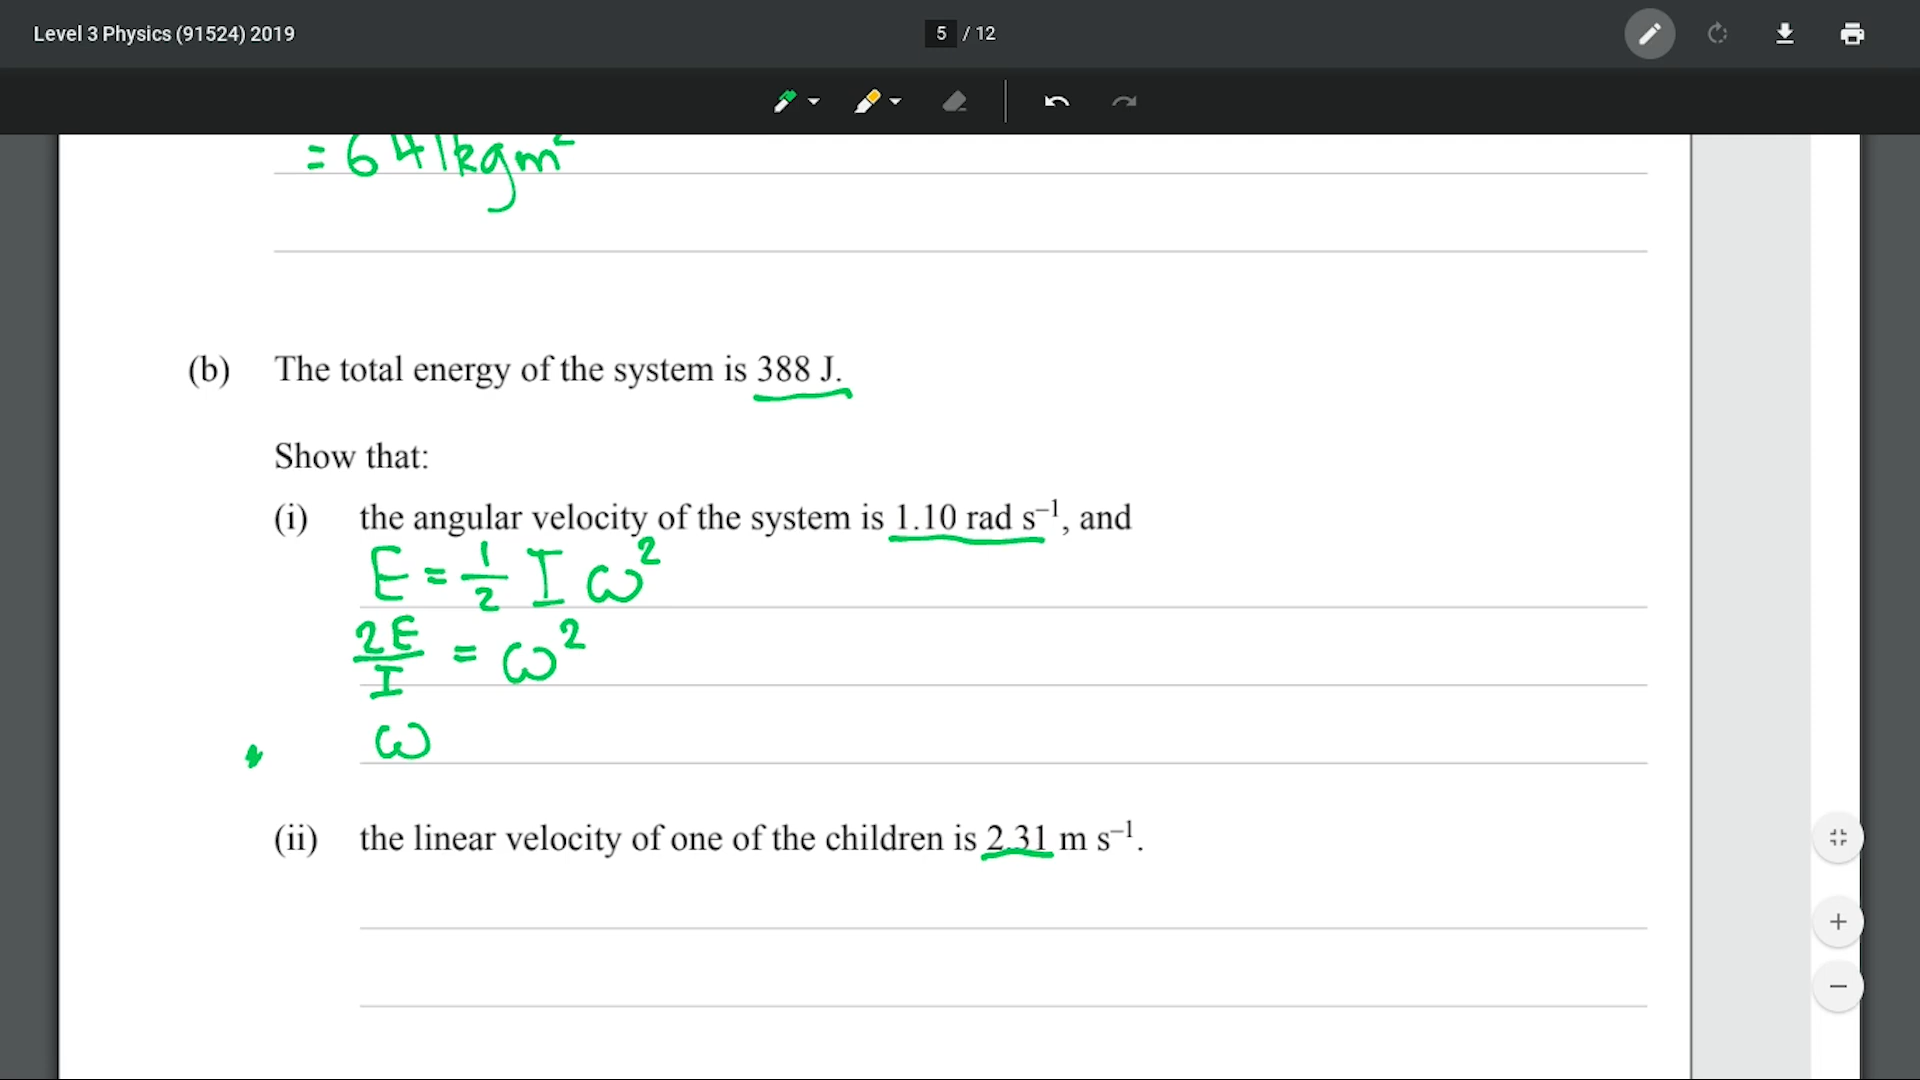 Level 3 Physics (91524) 2019
5 / 12
= 641kgm²
(b) The total energy of the system is 388 J.
Show that:
(i) the angular velocity of the system is 1.10 rad s⁻¹, and
E = 1/2 I ω²
2E/I = ω²
ω
(ii) the linear velocity of one of the children is 2.31 m s⁻¹.